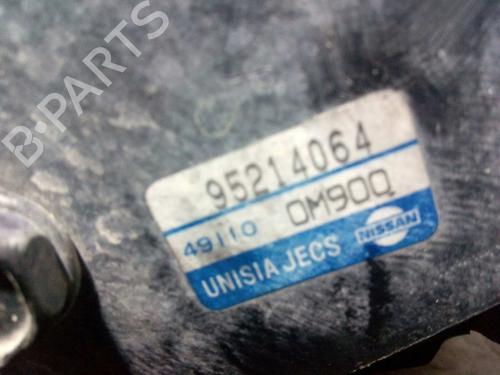 B-PARTS
95214064
49110 0M90Q
UNISIA JECS NISSAN